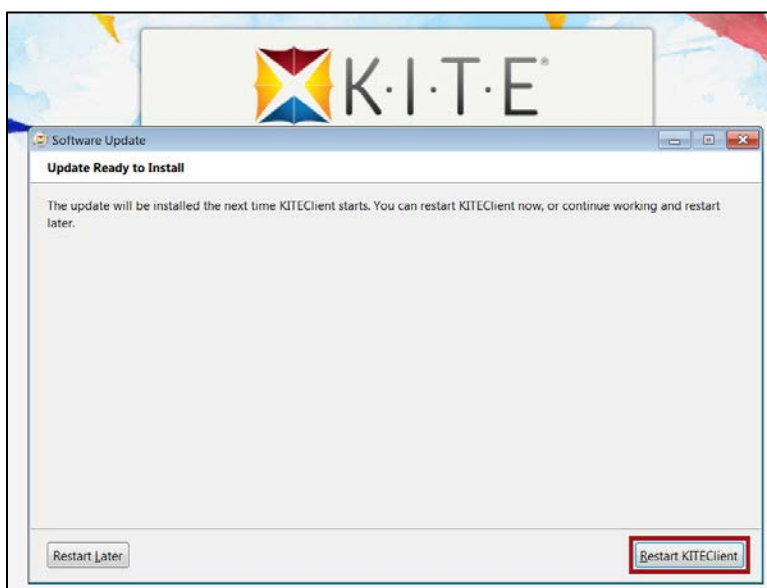 K·I·T·E®
Software Update
Update Ready to Install
The update will be installed the next time KITEClient starts. You can restart KITEClient now, or continue working and restart
later.
Restart Later
Restart KITEClient